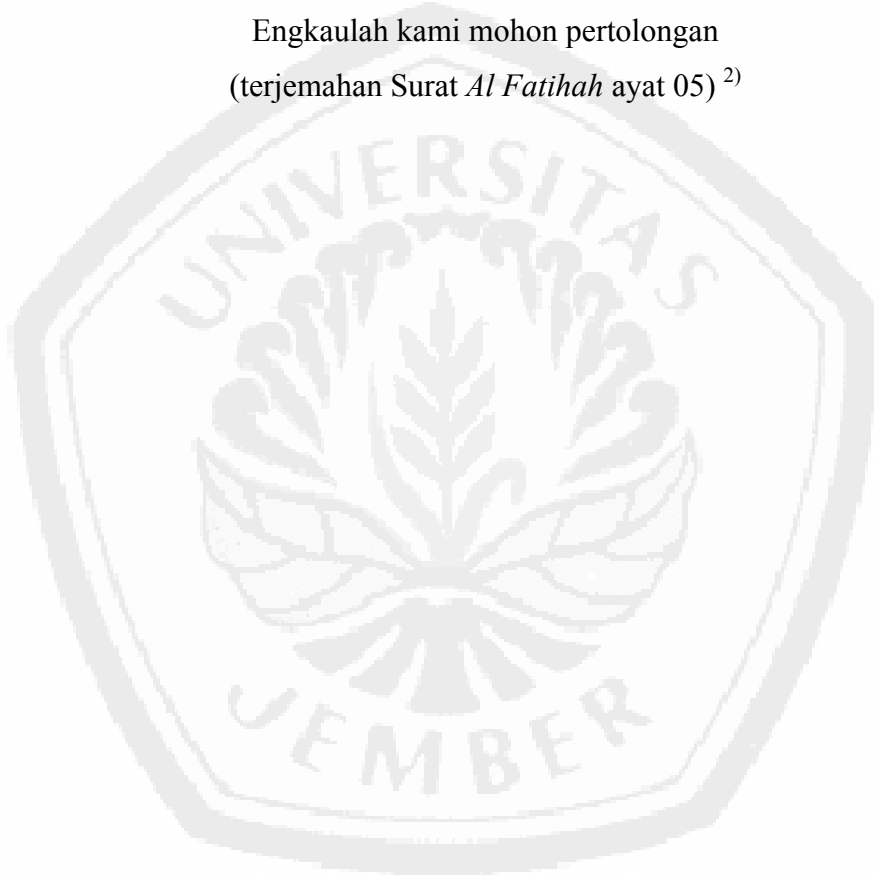 Engkaulah kami mohon pertolongan
(terjemahan Surat Al Fatihah ayat 05) 2)
UNIVERSITAS
JEMBER